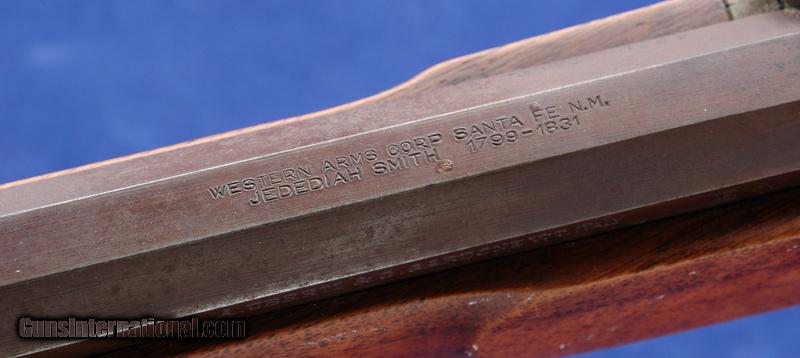 WESTERN ARMS CORP SANTA FE N.M.
JEDEDIAH SMITH 1799-1831
GunsInternational.com